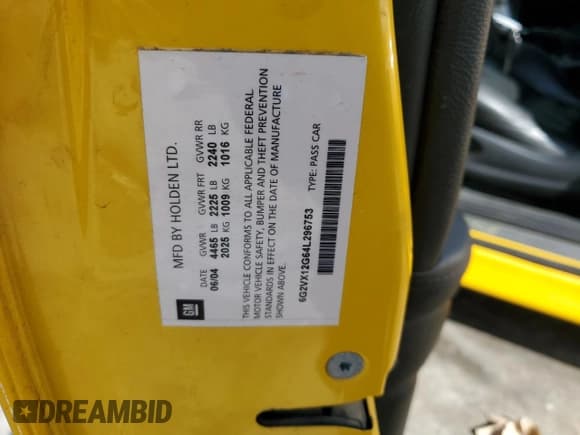 MFD BY HOLDEN LTD.
DATE GVWR GVWR FRT GVWR RR
06/04 4465 LB 2225 LB 2240 LB
2025 KG 1009 KG 1016 KG
THIS VEHICLE CONFORMS TO ALL APPLICABLE FEDERAL
MOTOR VEHICLE SAFETY, BUMPER AND THEFT PREVENTION
STANDARDS IN EFFECT ON THE DATE OF MANUFACTURE
SHOWN ABOVE.
6G2VX12G64L296753 TYPE: PASS CAR
GM
DREAMBID